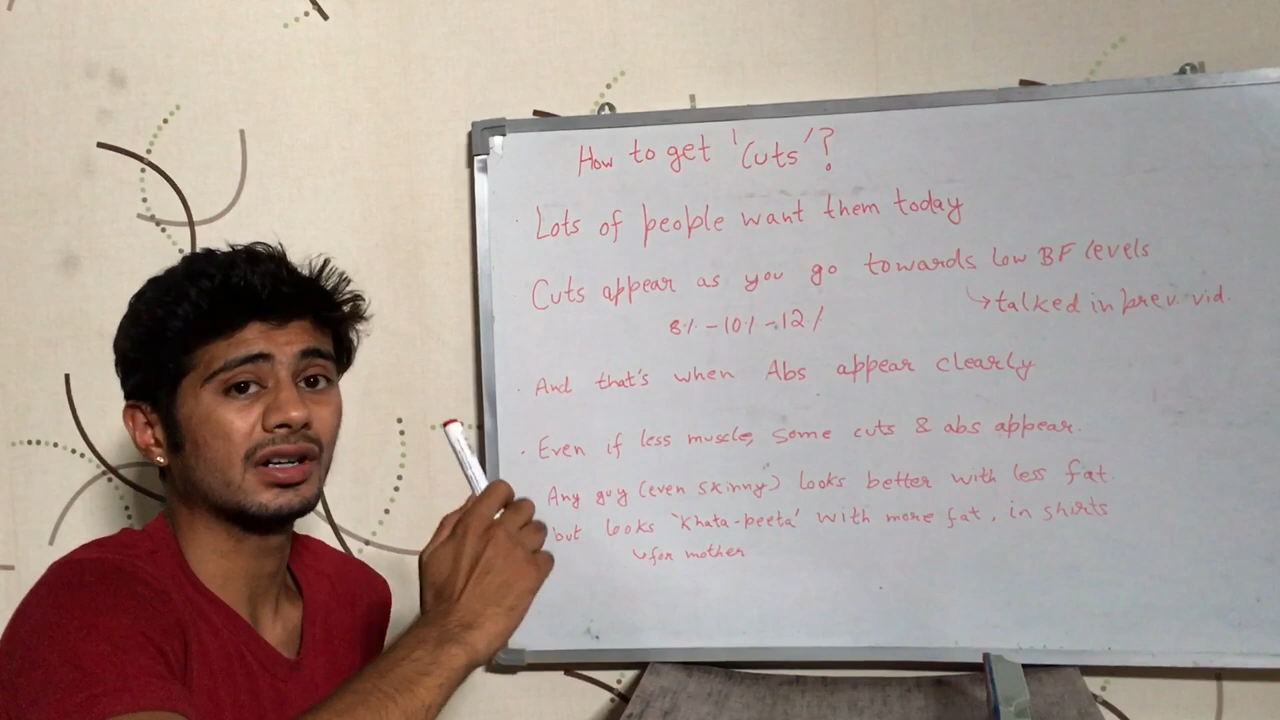 How to get 'Cuts'?
· Lots of people want them today
Cuts appear as you go towards low BF levels
↳ talked in prev. vid.
8% - 10% - 12%
· And that's when Abs appear clearly
· Even if less muscle, some cuts & abs appear.
Any guy (even skinny) looks better with less fat.
but looks 'Khata-peeta' with more fat, in shirts
↳ for mother